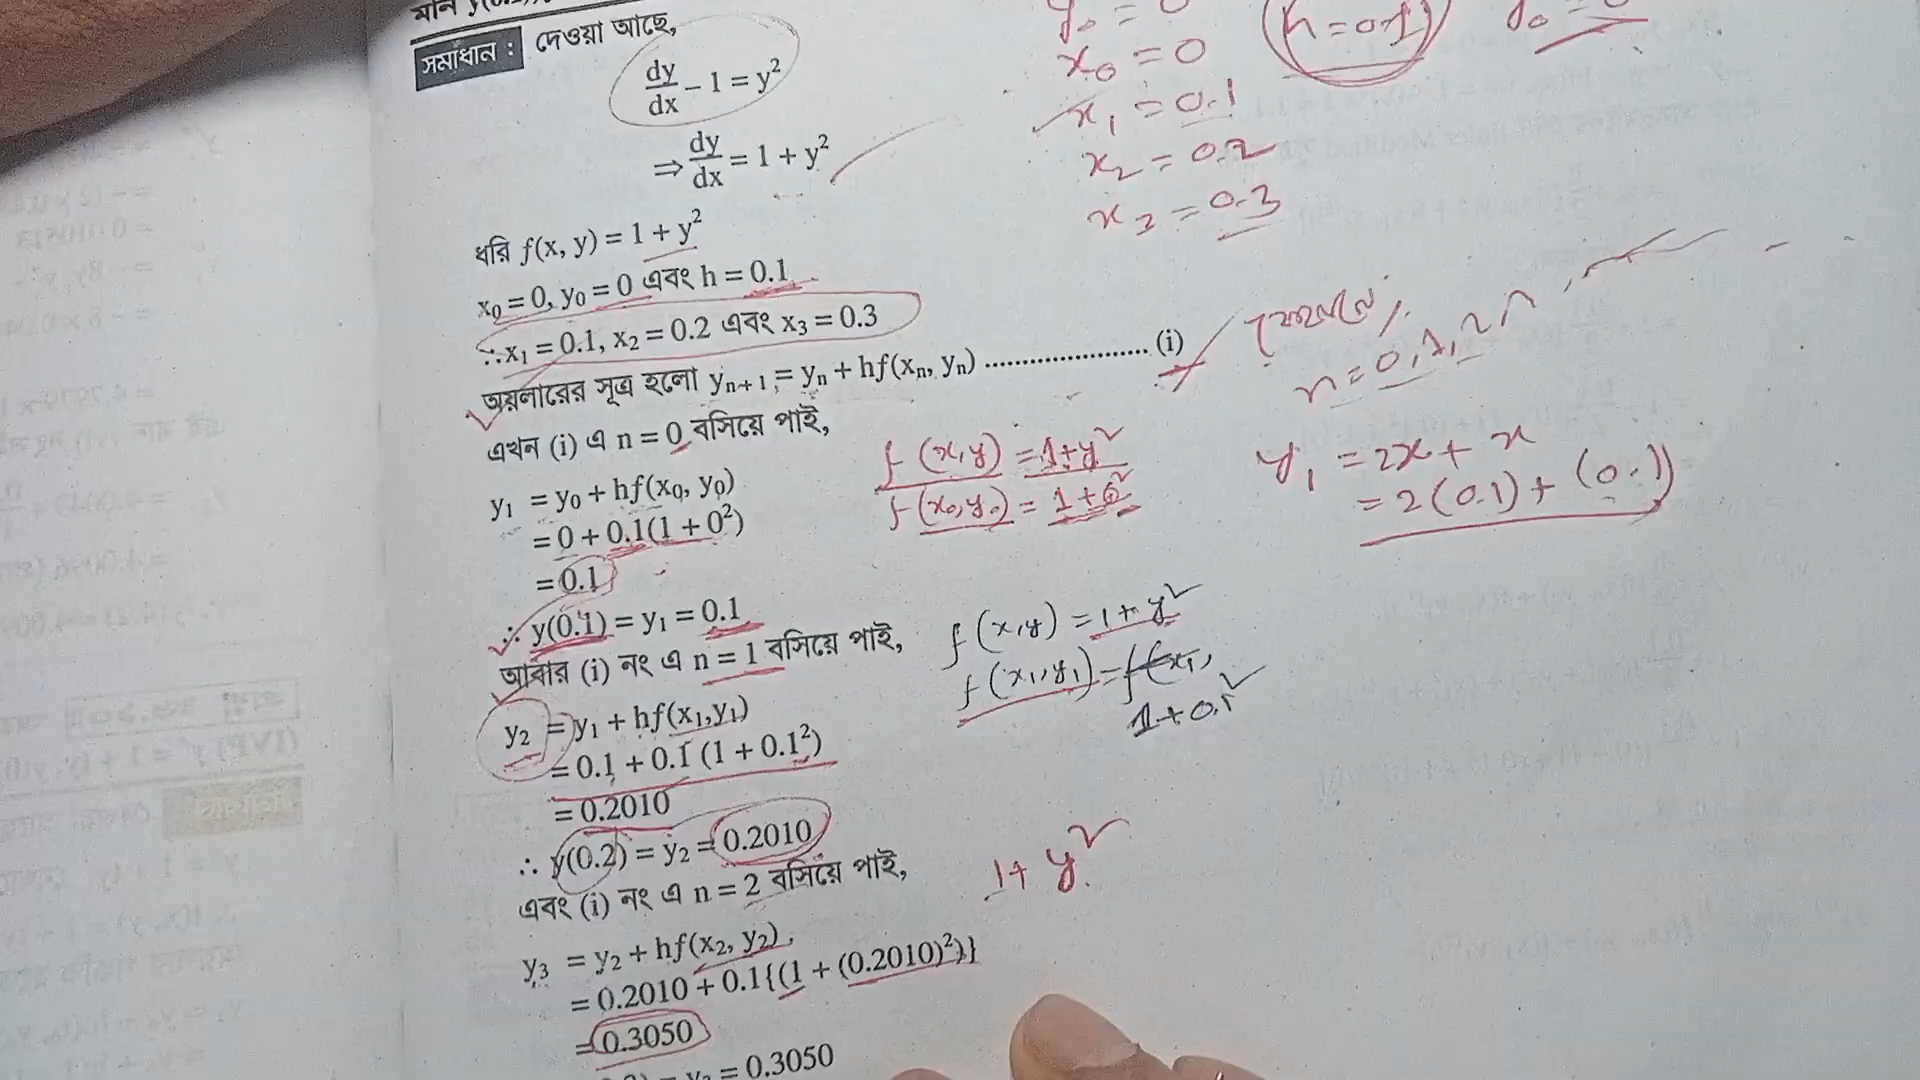 মান
সমাধান : দেওয়া আছে,
dy/dx − 1 = y²
⇒ dy/dx = 1 + y²
ধরি f(x, y) = 1 + y²
x₀ = 0, y₀ = 0 এবং h = 0.1
∴ x₁ = 0.1, x₂ = 0.2 এবং x₃ = 0.3
অয়লারের সূত্র হলো yₙ₊₁ = yₙ + hf(xₙ, yₙ) ..................... (i)
এখন (i) এ n = 0 বসিয়ে পাই,
y₁ = y₀ + hf(x₀, y₀)
= 0 + 0.1(1 + 0²)
= 0.1
∴ y(0.1) = y₁ = 0.1
আবার (i) নং এ n = 1 বসিয়ে পাই,
y₂ = y₁ + hf(x₁,y₁)
= 0.1 + 0.1 (1 + 0.1²)
= 0.2010
∴ y(0.2) = y₂ = 0.2010
এবং (i) নং এ n = 2 বসিয়ে পাই,
y₃ = y₂ + hf(x₂, y₂)
= 0.2010 + 0.1{(1 + (0.2010)²)}
= 0.3050
y₃ = 0.3050
x₀ = 0
x₁ = 0.1
x₂ = 0.2
x₃ = 0.3
h = 0.1
n = 0, 1, 2
f(x,y) = 1+y²
f(x₀,y₀) = 1+0²
y₁ = 2x + x
= 2(0.1) + (0.1)
f(x,y) = 1+y²
f(x₁,y₁) = f(x₁,
1+0.1²
1+y²